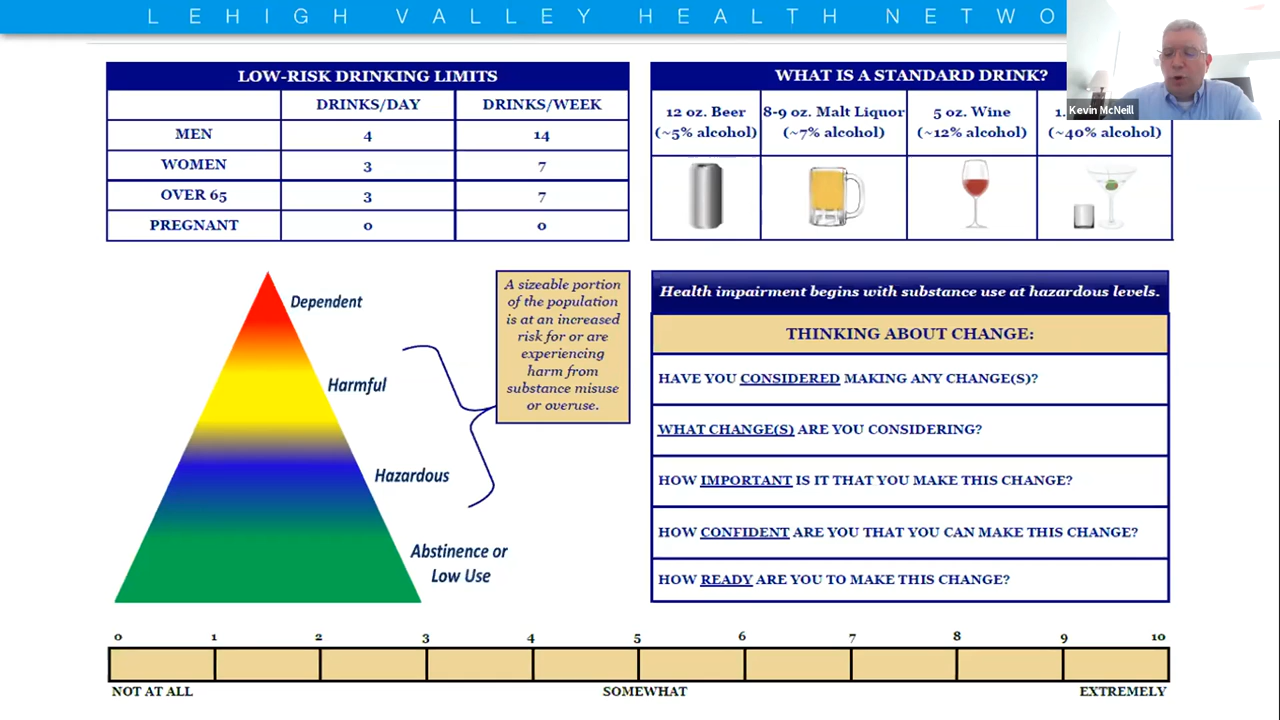 LEHIGH VALLEY HEALTH NETWO
Kevin McNeill
LOW-RISK DRINKING LIMITS
DRINKS/DAY DRINKS/WEEK
MEN 4 14
WOMEN 3 7
OVER 65 3 7
PREGNANT 0 0
WHAT IS A STANDARD DRINK?
12 oz. Beer
(~5% alcohol)
8-9 oz. Malt Liquor
(~7% alcohol)
5 oz. Wine
(~12% alcohol)
1.
(~40% alcohol)
Dependent
Harmful
Hazardous
Abstinence or
Low Use
A sizeable portion
of the population
is at an increased
risk for or are
experiencing
harm from
substance misuse
or overuse.
Health impairment begins with substance use at hazardous levels.
THINKING ABOUT CHANGE:
HAVE YOU CONSIDERED MAKING ANY CHANGE(S)?
WHAT CHANGE(S) ARE YOU CONSIDERING?
HOW IMPORTANT IS IT THAT YOU MAKE THIS CHANGE?
HOW CONFIDENT ARE YOU THAT YOU CAN MAKE THIS CHANGE?
HOW READY ARE YOU TO MAKE THIS CHANGE?
0 1 2 3 4 5 6 7 8 9 10
NOT AT ALL SOMEWHAT EXTREMELY